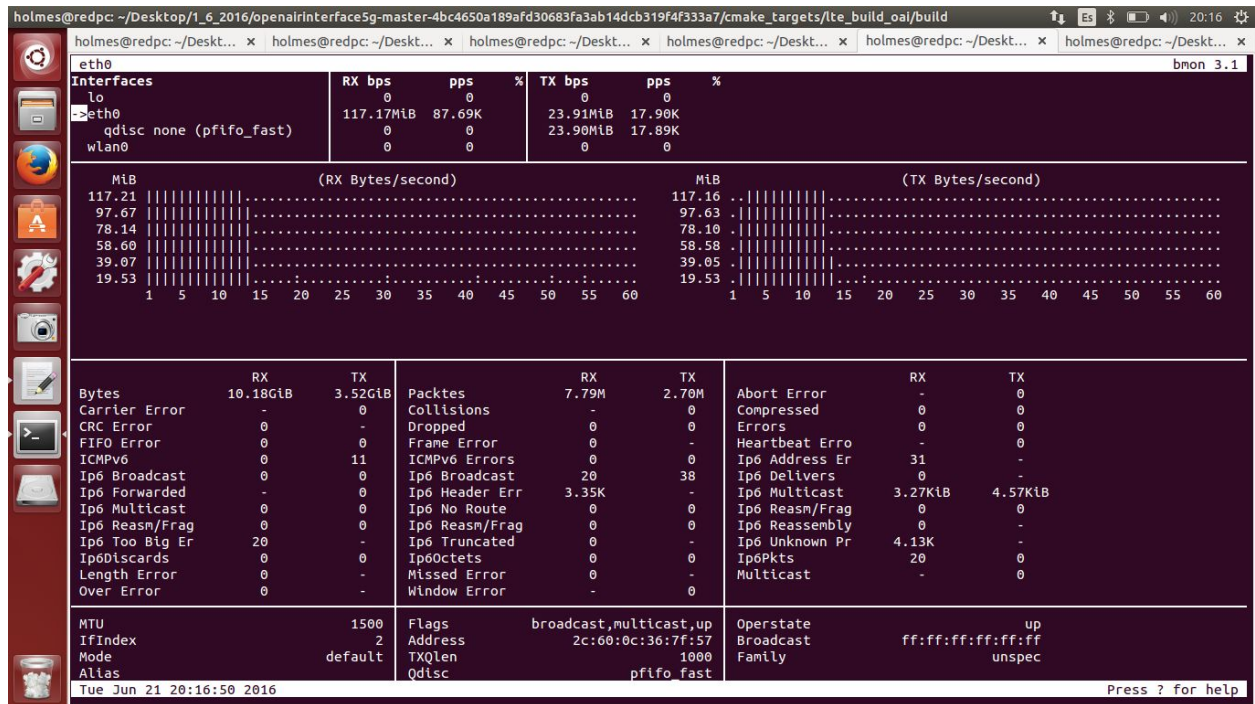 holmes@redpc: ~/Desktop/1_6_2016/openairinterface5g-master-4bc4650a189afd30683fa3ab14dcb319f4f333a7/cmake_targets/lte_build_oai/build Es 20:16
holmes@redpc: ~/Deskt... × holmes@redpc: ~/Deskt... × holmes@redpc: ~/Deskt... × holmes@redpc: ~/Deskt... × holmes@redpc: ~/Deskt... × holmes@redpc: ~/Deskt... ×
eth0 bmon 3.1
Interfaces RX bps pps % TX bps pps %
lo 0 0 0 0
->eth0 117.17MiB 87.69K 23.91MiB 17.90K
qdisc none (pfifo_fast) 0 0 23.90MiB 17.89K
wlan0 0 0 0 0
MiB (RX Bytes/second) MiB (TX Bytes/second)
117.21 ||||||||||||................................................ 117.16 ..|||||||||||...............................................
97.67 |||||||||||||............................................... 97.63 .||||||||||||...............................................
78.14 |||||||||||||............................................... 78.10 .||||||||||||...............................................
58.60 |||||||||||||............................................... 58.58 .||||||||||||...............................................
39.07 |||||||||||||............................................... 39.05 .|||||||||||||..............................................
19.53 |||||||||||||.....:..........:..........:.........:.....:..... 19.53 .|||||||||||||...:..........................................
1 5 10 15 20 25 30 35 40 45 50 55 60 1 5 10 15 20 25 30 35 40 45 50 55 60
RX TX RX TX RX TX
Bytes 10.18GiB 3.52GiB Packtes 7.79M 2.70M Abort Error - 0
Carrier Error - 0 Collisions - 0 Compressed 0 0
CRC Error 0 - Dropped 0 0 Errors 0 0
FIFO Error 0 0 Frame Error 0 - Heartbeat Erro - 0
ICMPv6 0 11 ICMPv6 Errors 0 0 Ip6 Address Er 31 -
Ip6 Broadcast 0 0 Ip6 Broadcast 20 38 Ip6 Delivers 0 -
Ip6 Forwarded - 0 Ip6 Header Err 3.35K - Ip6 Multicast 3.27KiB 4.57KiB
Ip6 Multicast 0 0 Ip6 No Route 0 0 Ip6 Reasm/Frag 0 0
Ip6 Reasm/Frag 0 0 Ip6 Reasm/Frag 0 0 Ip6 Reassembly 0 -
Ip6 Too Big Er 20 - Ip6 Truncated 0 - Ip6 Unknown Pr 4.13K -
Ip6Discards 0 0 Ip6Octets 0 0 Ip6Pkts 20 0
Length Error 0 - Missed Error 0 - Multicast - 0
Over Error 0 - Window Error - 0
MTU 1500 Flags broadcast,multicast,up Operstate up
IfIndex 2 Address 2c:60:0c:36:7f:57 Broadcast ff:ff:ff:ff:ff:ff
Mode default TXQlen 1000 Family unspec
Alias Qdisc pfifo_fast
Tue Jun 21 20:16:50 2016 Press ? for help